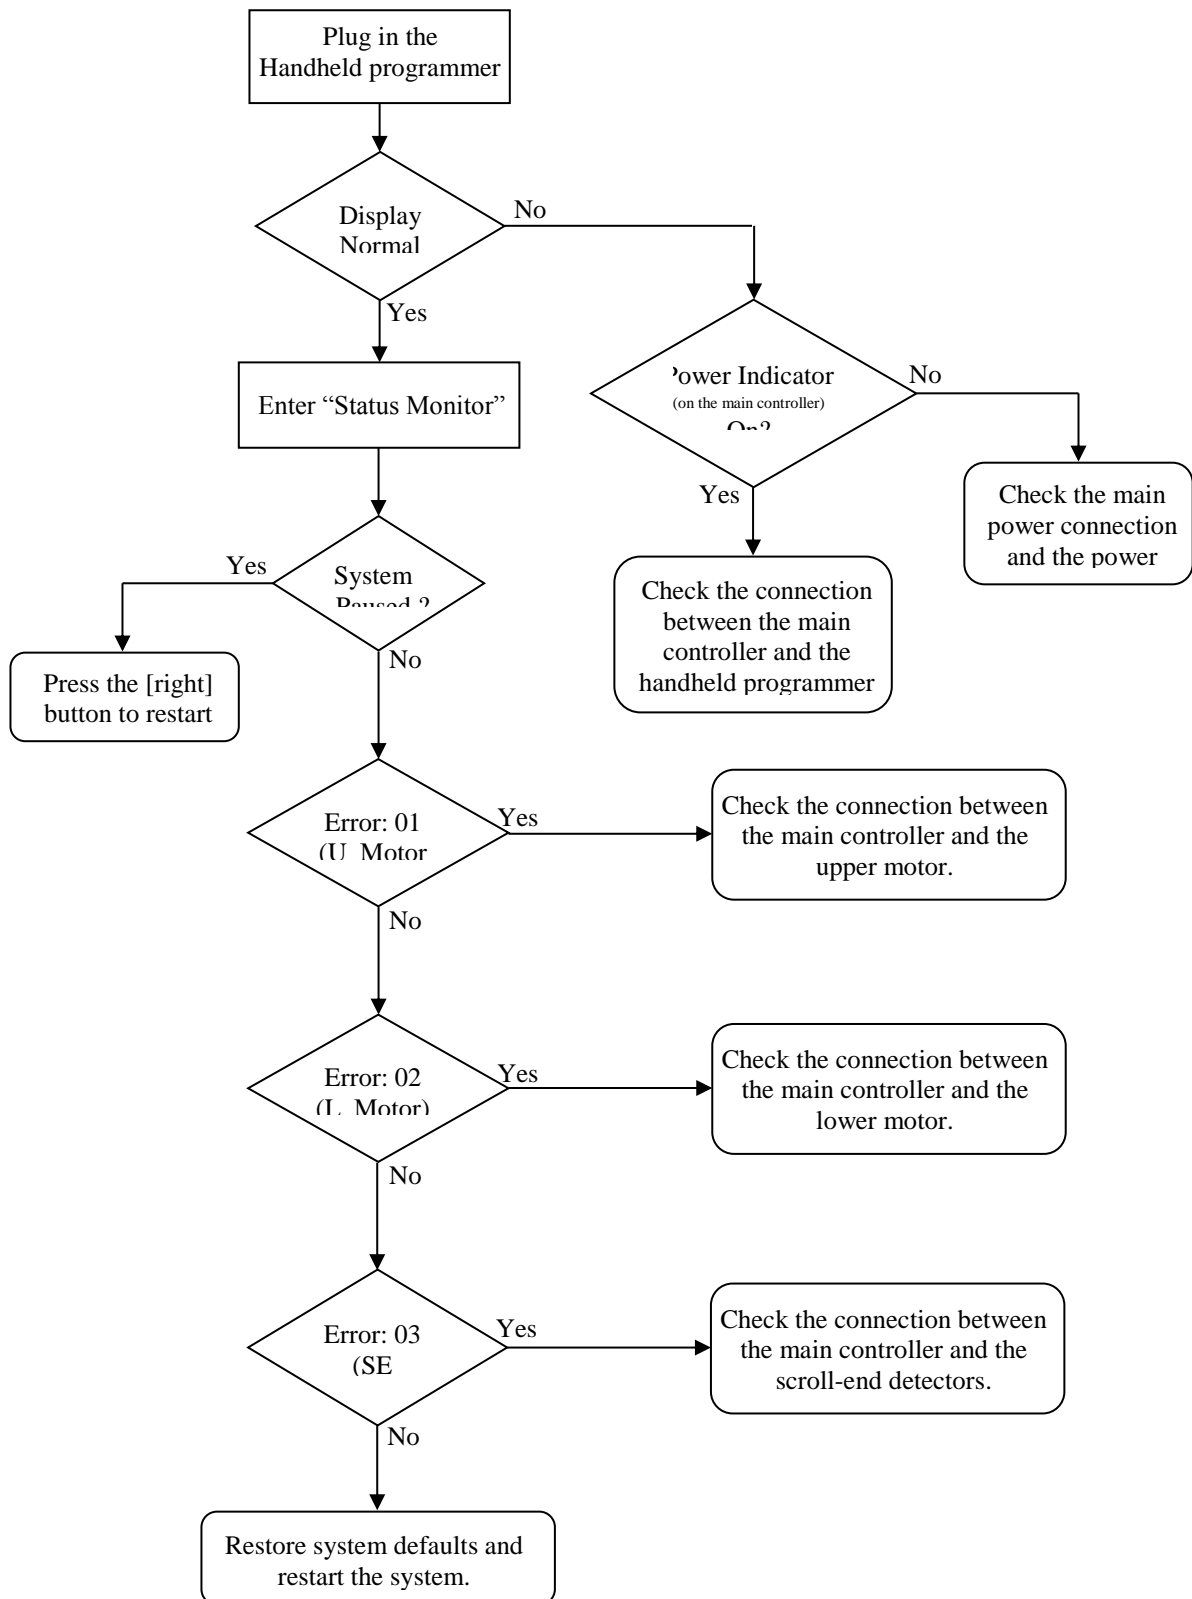 Plug in the
Handheld programmer
Display
Normal
No
Yes
Enter “Status Monitor”
Power Indicator
(on the main controller)
On?
No
Yes
Check the main
power connection
and the power
Check the connection
between the main
controller and the
handheld programmer
System
Paused ?
Yes
No
Press the [right]
button to restart
Error: 01
(U_Motor
Yes
Check the connection between
the main controller and the
upper motor.
No
Error: 02
(L_Motor)
Yes
Check the connection between
the main controller and the
lower motor.
No
Error: 03
(SE
Yes
Check the connection between
the main controller and the
scroll-end detectors.
No
Restore system defaults and
restart the system.